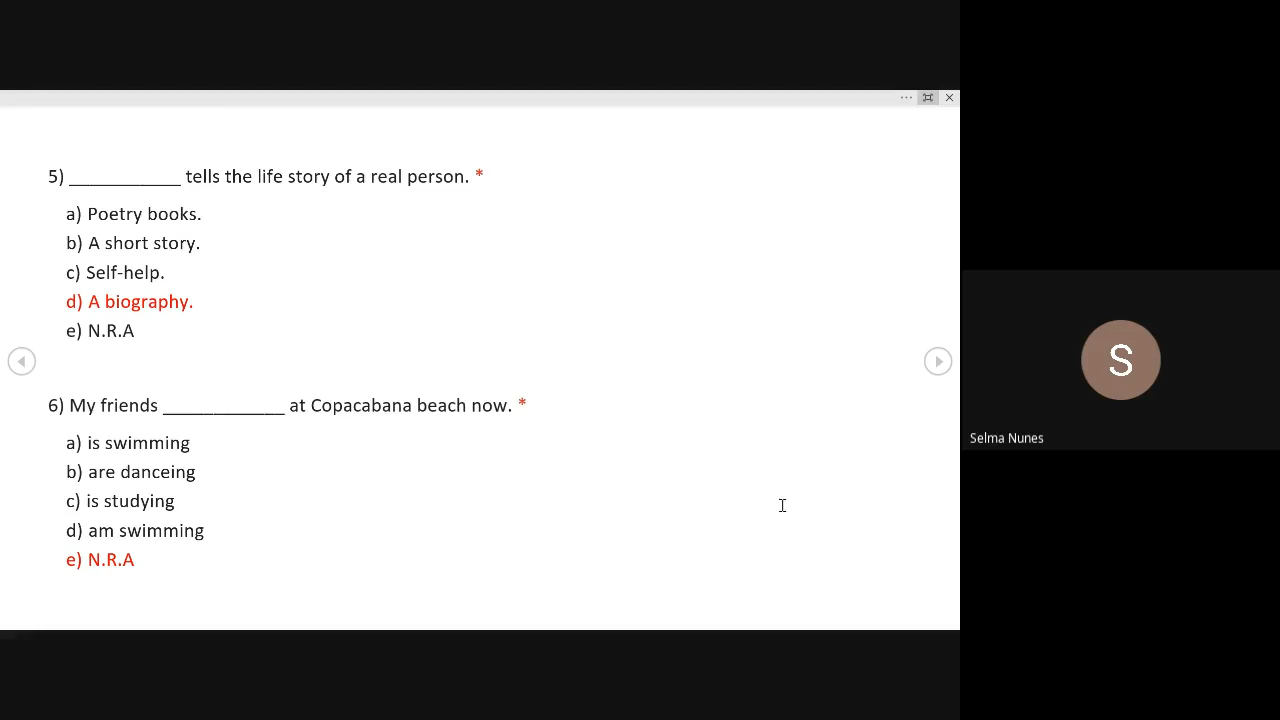 5) ___________ tells the life story of a real person. *
a) Poetry books.
b) A short story.
c) Self-help.
d) A biography.
e) N.R.A
6) My friends ____________ at Copacabana beach now. *
a) is swimming
b) are danceing
c) is studying
d) am swimming
e) N.R.A
S
Selma Nunes